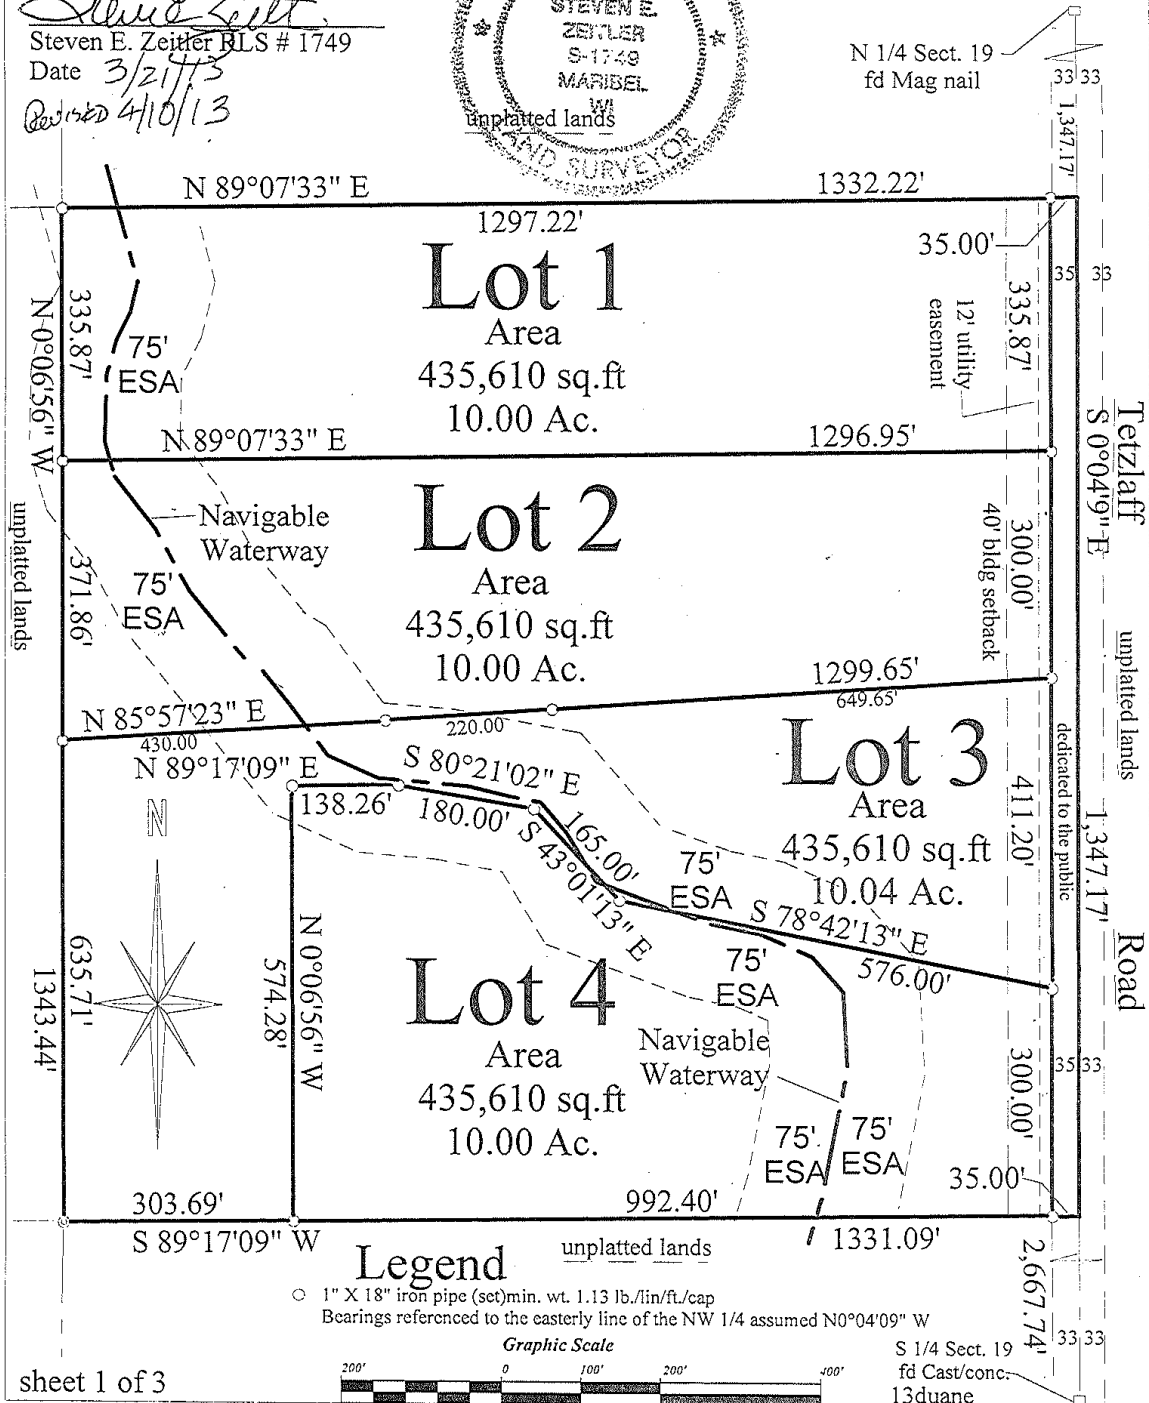 Steven E. Zeitler RLS # 1749
Date 3/21/13
Revised 4/10/13
STEVEN E.
ZEITLER
S-1749
MARIBEL
WI
LAND SURVEYOR
unplatted lands
N 1/4 Sect. 19
fd Mag nail
33 33
1,347.17'
N 89°07'33" E
1332.22'
1297.22'
35.00'
35 33
Lot 1
Area
435,610 sq.ft
10.00 Ac.
335.87'
N 0°06'56" W
75'
ESA
12' utility
easement
335.87'
N 89°07'33" E
1296.95'
Tetzlaff
S 0°04'9" E
Lot 2
Area
435,610 sq.ft
10.00 Ac.
Navigable
Waterway
unplatted lands
371.86'
75'
ESA
40' bldg setback
300.00'
unplatted lands
1299.65'
649.65'
N 85°57'23" E
430.00
220.00
N 89°17'09" E
S 80°21'02" E
138.26'
180.00'
165.00'
S 43°01'13" E
Lot 3
Area
435,610 sq.ft
10.04 Ac.
411.20'
dedicated to the public
1,347.17'
75'
ESA
S 78°42'13" E
576.00'
75'
ESA
N
635.71'
1343.44'
N 0°06'56" W
574.28'
Lot 4
Area
435,610 sq.ft
10.00 Ac.
Navigable
Waterway
Road
35 33
300.00'
75'
ESA
75'
ESA
35.00'
303.69'
992.40'
S 89°17'09" W
1331.09'
unplatted lands
2,667.74'
Legend
1" X 18" iron pipe (set)min. wt. 1.13 lb./lin/ft./cap
Bearings referenced to the easterly line of the NW 1/4 assumed N0°04'09" W
Graphic Scale
200' 0 100' 200' 400'
33 33
S 1/4 Sect. 19
fd Cast/conc.
13duane
sheet 1 of 3